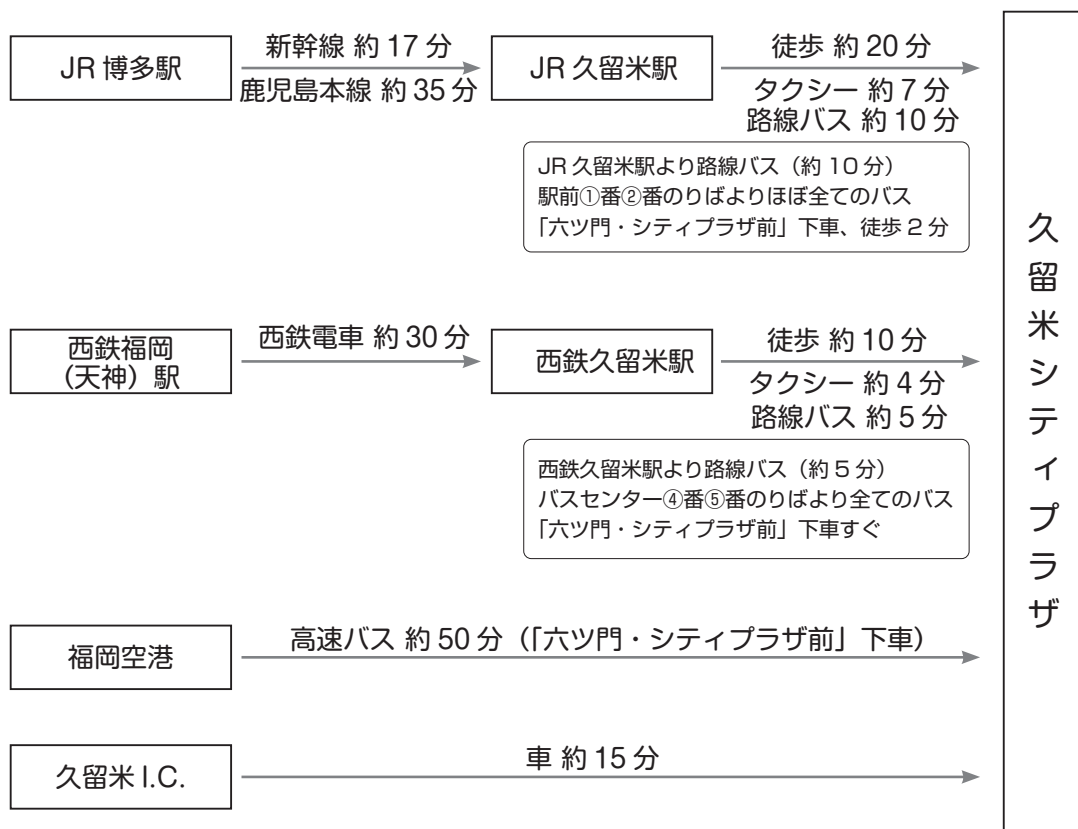 JR 博多駅
新幹線 約 17 分
鹿児島本線 約 35 分
JR 久留米駅
徒歩 約 20 分
タクシー 約 7 分
路線バス 約 10 分
JR 久留米駅より路線バス（約 10 分）
駅前①番②番のりばよりほぼ全てのバス
「六ツ門・シティプラザ前」下車、徒歩 2 分
西鉄福岡
（天神）駅
西鉄電車 約 30 分
西鉄久留米駅
徒歩 約 10 分
タクシー 約 4 分
路線バス 約 5 分
西鉄久留米駅より路線バス（約 5 分）
バスセンター④番⑤番のりばより全てのバス
「六ツ門・シティプラザ前」下車すぐ
福岡空港
高速バス 約 50 分（「六ツ門・シティプラザ前」下車）
久留米 I.C.
車 約 15 分
久留米シティプラザ